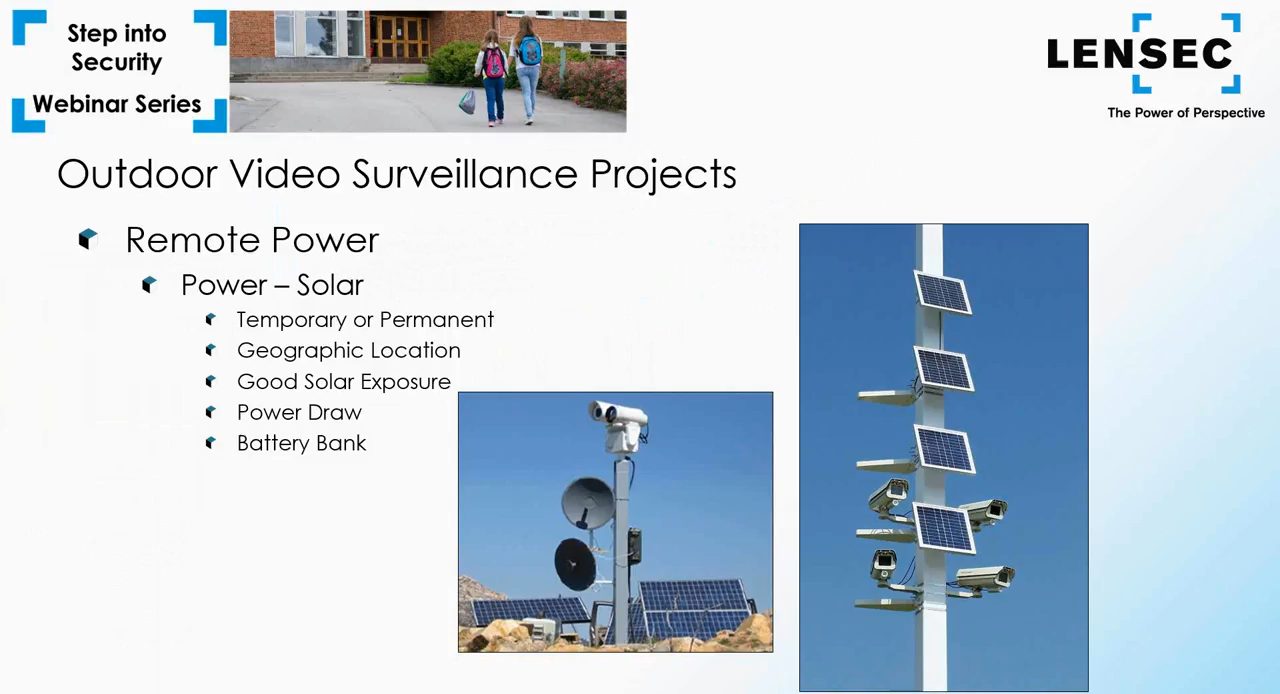 Step into
Security
Webinar Series
LENSEC
The Power of Perspective
Outdoor Video Surveillance Projects
Remote Power
Power – Solar
Temporary or Permanent
Geographic Location
Good Solar Exposure
Power Draw
Battery Bank